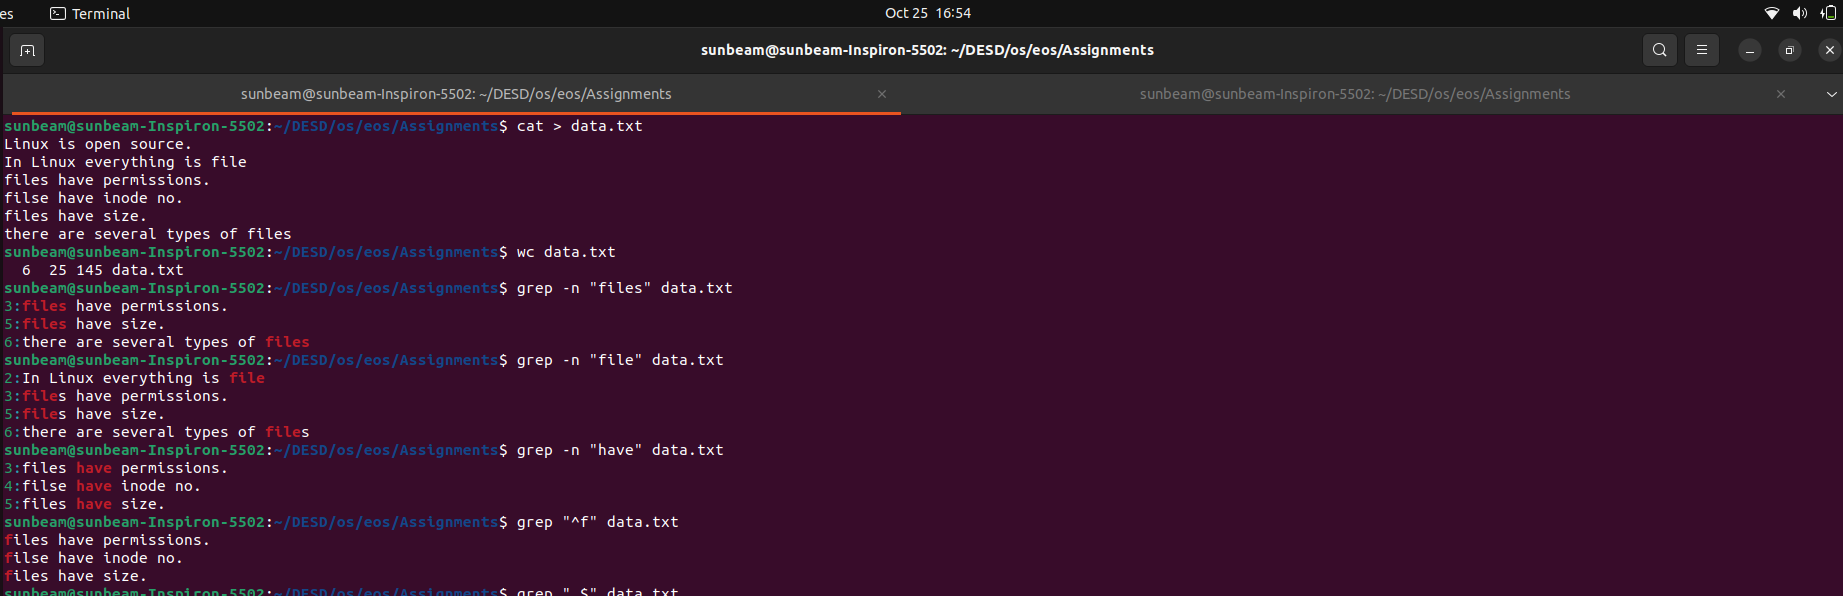 es Terminal Oct 25 16:54
sunbeam@sunbeam-Inspiron-5502: ~/DESD/os/eos/Assignments
sunbeam@sunbeam-Inspiron-5502: ~/DESD/os/eos/Assignments × sunbeam@sunbeam-Inspiron-5502: ~/DESD/os/eos/Assignments ×
sunbeam@sunbeam-Inspiron-5502:~/DESD/os/eos/Assignments$ cat > data.txt
Linux is open source.
In Linux everything is file
files have permissions.
filse have inode no.
files have size.
there are several types of files
sunbeam@sunbeam-Inspiron-5502:~/DESD/os/eos/Assignments$ wc data.txt
  6  25 145 data.txt
sunbeam@sunbeam-Inspiron-5502:~/DESD/os/eos/Assignments$ grep -n "files" data.txt
3:files have permissions.
5:files have size.
6:there are several types of files
sunbeam@sunbeam-Inspiron-5502:~/DESD/os/eos/Assignments$ grep -n "file" data.txt
2:In Linux everything is file
3:files have permissions.
5:files have size.
6:there are several types of files
sunbeam@sunbeam-Inspiron-5502:~/DESD/os/eos/Assignments$ grep -n "have" data.txt
3:files have permissions.
4:filse have inode no.
5:files have size.
sunbeam@sunbeam-Inspiron-5502:~/DESD/os/eos/Assignments$ grep "^f" data.txt
files have permissions.
filse have inode no.
files have size.
sunbeam@sunbeam-Inspiron-5502:~/DESD/os/eos/Assignments$ grep data.txt